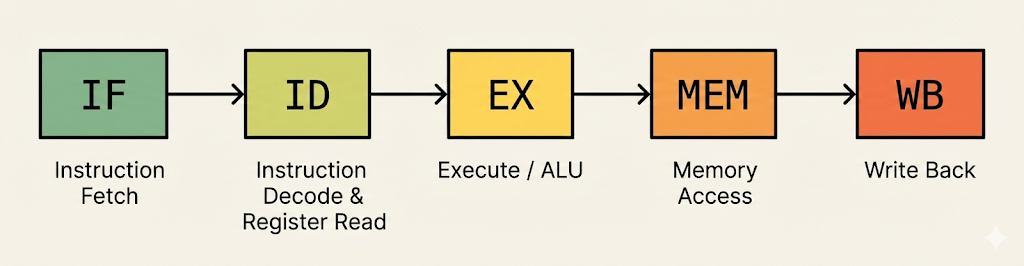 IF
ID
EX
MEM
WB
Instruction
Fetch
Instruction
Decode &
Register Read
Execute / ALU
Memory
Access
Write Back